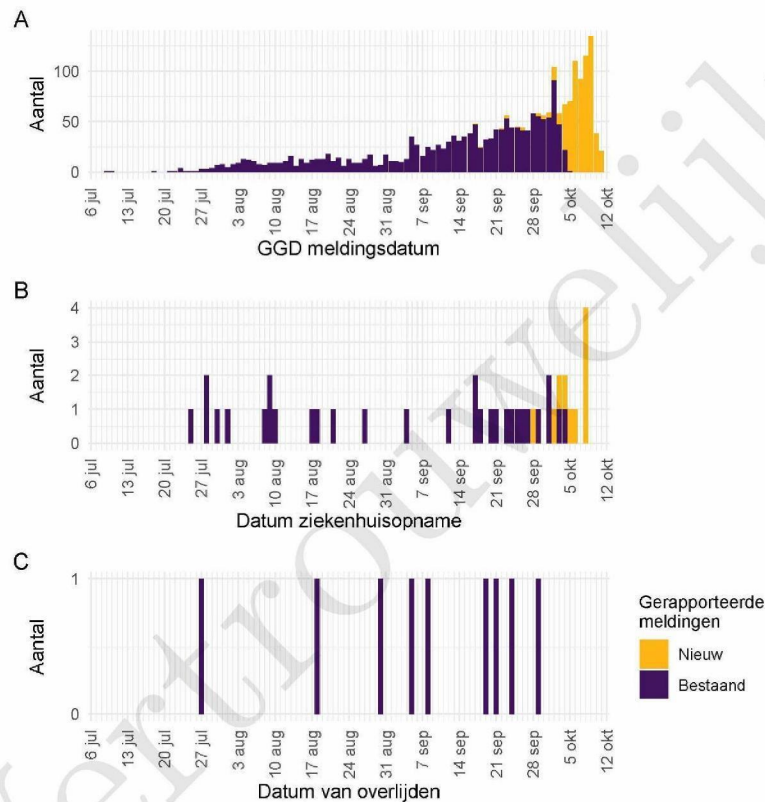 A
Aantal
100
50
0
6 jul
13 jul
20 jul
27 jul
3 aug
10 aug
17 aug
24 aug
31 aug
7 sep
14 sep
21 sep
28 sep
5 okt
12 okt
GGD meldingsdatum
B
Aantal
4
3
2
1
0
6 jul
13 jul
20 jul
27 jul
3 aug
10 aug
17 aug
24 aug
31 aug
7 sep
14 sep
21 sep
28 sep
5 okt
12 okt
Datum ziekenhuisopname
C
Aantal
1
0
6 jul
13 jul
20 jul
27 jul
3 aug
10 aug
17 aug
24 aug
31 aug
7 sep
14 sep
21 sep
28 sep
5 okt
12 okt
Datum van overlijden
Gerapporteerde
meldingen
Nieuw
Bestaand